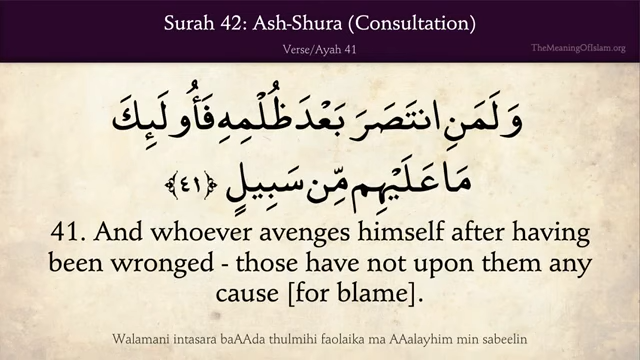 Surah 42: Ash-Shura (Consultation)
Verse/Ayah 41
TheMeaningOfIslam.org
وَلَمَنِ انتَصَرَ بَعْدَ ظُلْمِهِ فَأُولَٰئِكَ
مَا عَلَيْهِم مِّن سَبِيلٍ ﴿٤١﴾
41. And whoever avenges himself after having
been wronged - those have not upon them any
cause [for blame].
Walamani intasara baAAda thulmihi faolaika ma AAalayhim min sabeelin